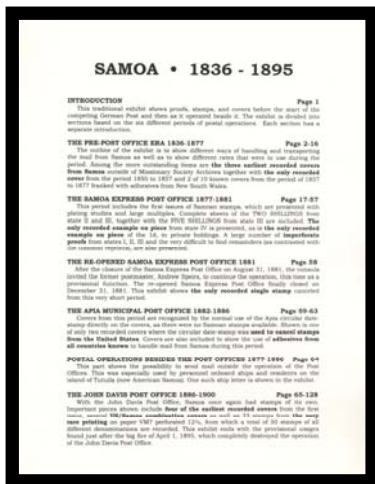 SAMOA • 1836 - 1895
INTRODUCTION Page 1
This traditional exhibit shows proofs, stamps, and covers before the start of the
competing German Post and then as it operated beside it. The exhibit is divided into
sections based on the six different periods of postal operations. Each section has a
separate introduction.
THE PRE-POST OFFICE ERA 1836-1877 Page 2-16
The outline of the exhibit is to show different ways of handling and transporting
the mail from Samoa as well as to show different rates that were in use during the
period. Among the more outstanding items are the three earliest recorded covers
from Samoa outside of Missionary Society Archives together with the only recorded
cover from the period 1850 to 1857 and 2 of 10 known covers from the period of 1857
to 1877 franked with adhesives from New South Wales.
THE SAMOA EXPRESS POST OFFICE 1877-1881 Page 17-57
This period includes the first issues of Samoan stamps, which are presented with
plating studies and large multiples. Complete sheets of the TWO SHILLINGS from
state II and III, together with the FIVE SHILLINGS from state III are included. The
only recorded example on piece from state IV is presented, as is the only recorded
example on piece of the 1d, in private holdings. A large number of imperforate
proofs from states I, II, III and the very difficult to find remainders (as contrasted with
the common reprints), are also presented.
THE RE-OPENED SAMOA EXPRESS POST OFFICE 1881 Page 58
After the closure of the Samoa Express Post Office on August 31, 1881, the consuls
invited the former postmaster, Andrew Speirs, to continue the operation, this time as a
provisional function. The re-opened Samoa Express Post Office finally closed on
December 31, 1881. This exhibit shows the only recorded single stamp canceled
from this very short period.
THE APIA MUNICIPAL POST OFFICE 1882-1886 Page 59-63
Covers from this period are recognized by the normal use of the Apia circular date-
stamp directly on the covers, as there were no Samoan stamps available. Shown is one
of only two recorded covers where the circular date-stamp was used to cancel stamps
from the United States. Covers are also included to show the use of adhesives from
all countries known to handle mail from Samoa during this period.
POSTAL OPERATIONS BESIDES THE POST OFFICES 1877-1896 Page 64
This part shows the possibility to send mail outside the operation of the Post
Offices. This was especially used by personnel onboard ships and residents on the
island of Tutuila (now American Samoa). One such ship letter is shown in the exhibit.
THE JOHN DAVIS POST OFFICE 1886-1900 Page 65-128
With the John Davis Post Office, Samoa once again had stamps of its own.
Important pieces shown include four of the earliest recorded covers from the first
issue, several US/Samoa combination covers as well as 33 stamps from the very
rare printing on paper VM7 perforated 12½, from which a total of 50 stamps of all
different denominations are recorded. This exhibit ends with the provisional usages
found just after the big fire of April 1, 1895, which completely destroyed the operation
of the John Davis Post Office.